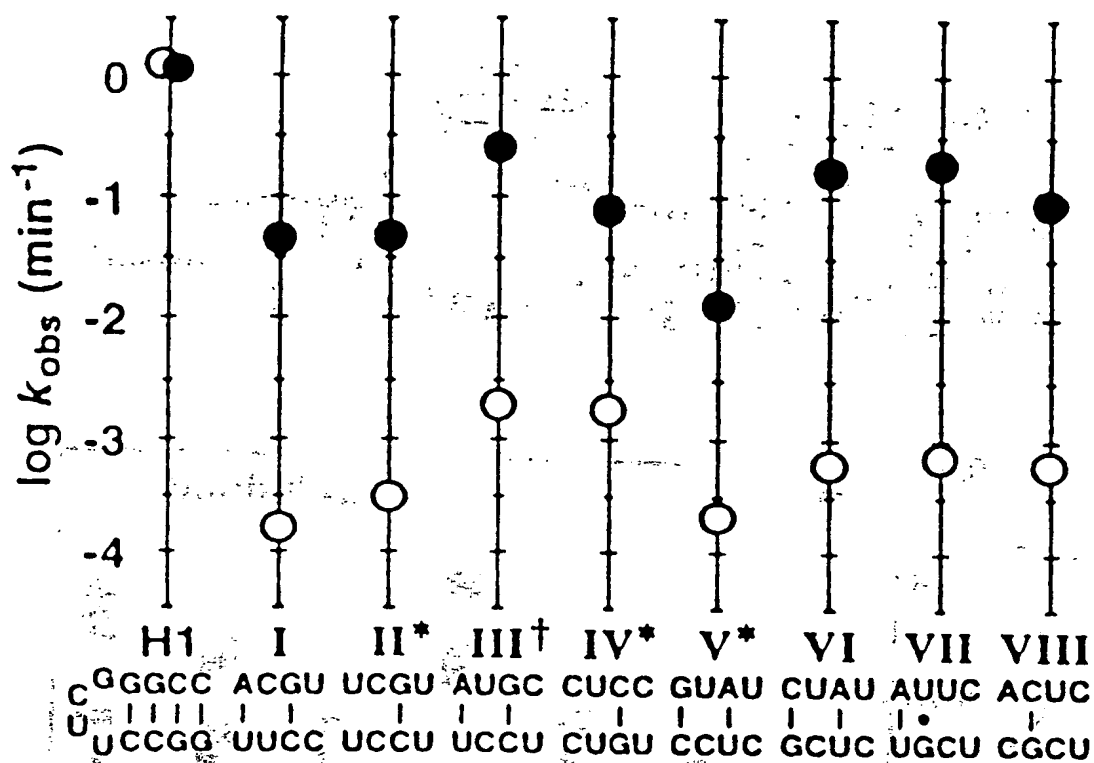 0
-1
-2
-3
-4
log kobs (min⁻¹)
H1 I II* III† IV* V* VI VII VIII
GGGCC ACGU UCGU AUGC CUCC GUAU CUAU AUUC ACUC
C
U
UCCGG UUCC UCCU UCCU CUGU CCUC GCUC UGCU CGCU